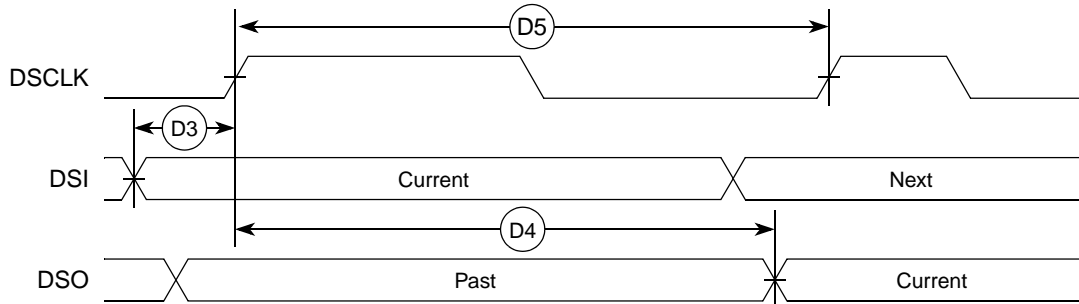 D5
DSCLK
D3
DSI Current Next
D4
DSO Past Current